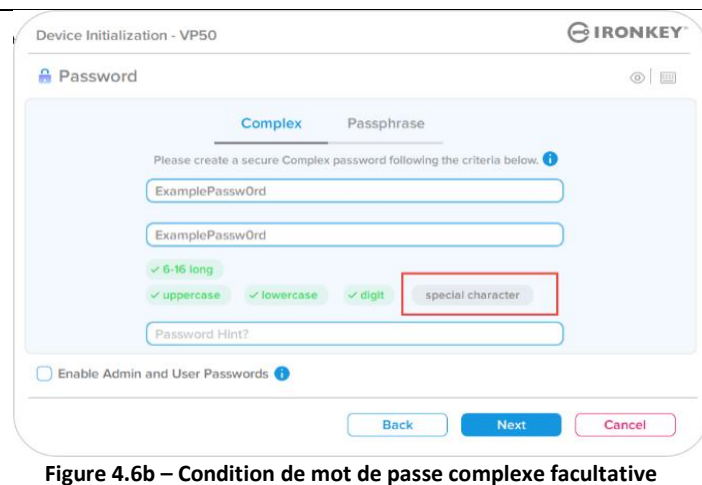 Device Initialization - VP50 IRONKEY™
Password
Complex Passphrase
Please create a secure Complex password following the criteria below.
ExamplePassw0rd
ExamplePassw0rd
✓ 6-16 long
✓ uppercase ✓ lowercase ✓ digit special character
Password Hint?
Enable Admin and User Passwords
Back Next Cancel
Figure 4.6b – Condition de mot de passe complexe facultative